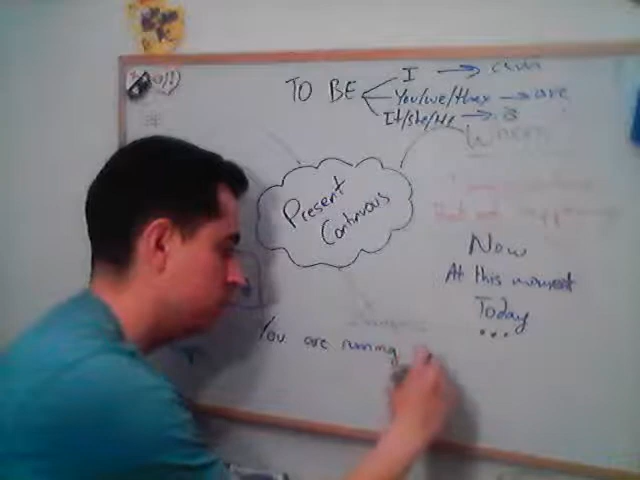 TO BE
I → am
You/we/they → are
It/she/He → is
When
Present
Continuous
Now
At this moment
Today
...
You are running